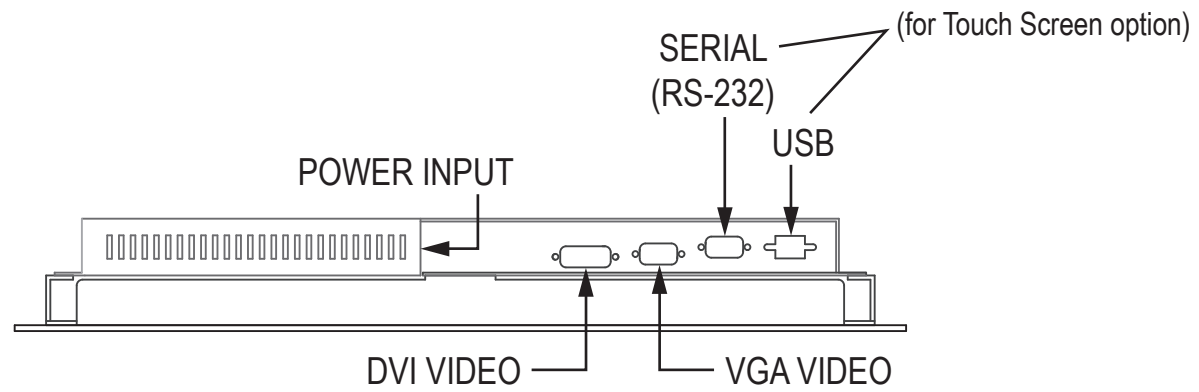 (for Touch Screen option)
SERIAL
(RS-232)
USB
POWER INPUT
DVI VIDEO
VGA VIDEO